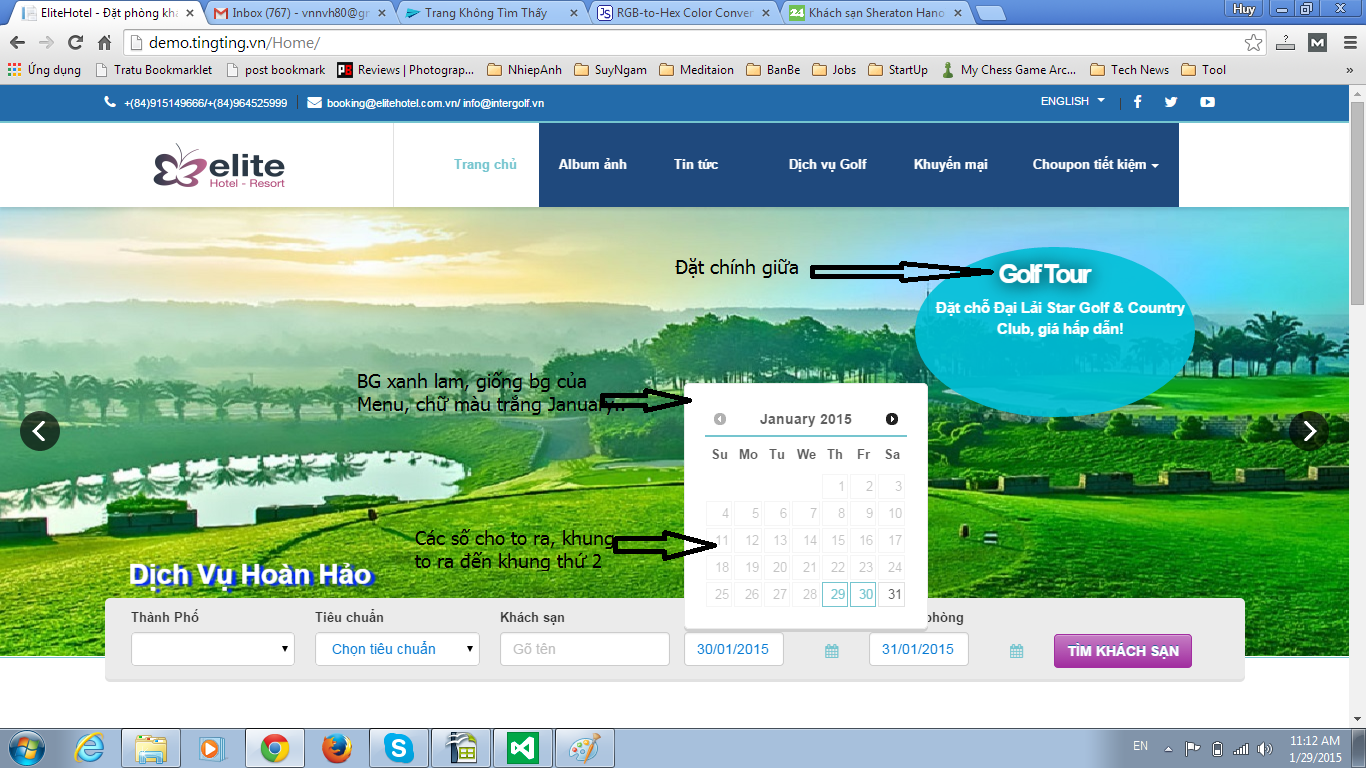 EliteHotel - Đặt phòng khá
Inbox (767) - vnnvh80@gr
Trang Không Tìm Thấy
RGB-to-Hex Color Conver
Khách sạn Sheraton Hano
Huy
demo.tingting.vn/Home/
Ứng dụng
Tratu Bookmarklet
post bookmark
Reviews | Photograp...
NhiepAnh
SuyNgam
Meditaion
BanBe
Jobs
StartUp
My Chess Game Arc...
Tech News
Tool
»
+(84)915149666/+(84)964525999
booking@elitehotel.com.vn/ info@intergolf.vn
ENGLISH
elite
Hotel - Resort
Trang chủ
Album ảnh
Tin tức
Dịch vụ Golf
Khuyến mại
Choupon tiết kiệm
Đặt chính giữa
Golf Tour
Đặt chỗ Đại Lải Star Golf & Country
Club, giá hấp dẫn!
BG xanh lam, giống bg của
Menu, chữ màu trắng January..
January 2015
Su Mo Tu We Th Fr Sa
1 2 3
4 5 6 7 8 9 10
11 12 13 14 15 16 17
18 19 20 21 22 23 24
25 26 27 28 29 30 31
Các số cho to ra, khung
to ra đến khung thứ 2
Dịch Vụ Hoàn Hảo
Thành Phố
Tiêu chuẩn
Khách sạn
phòng
Chọn tiêu chuẩn
Gõ tên
30/01/2015
31/01/2015
TÌM KHÁCH SẠN
EN
11:12 AM
1/29/2015